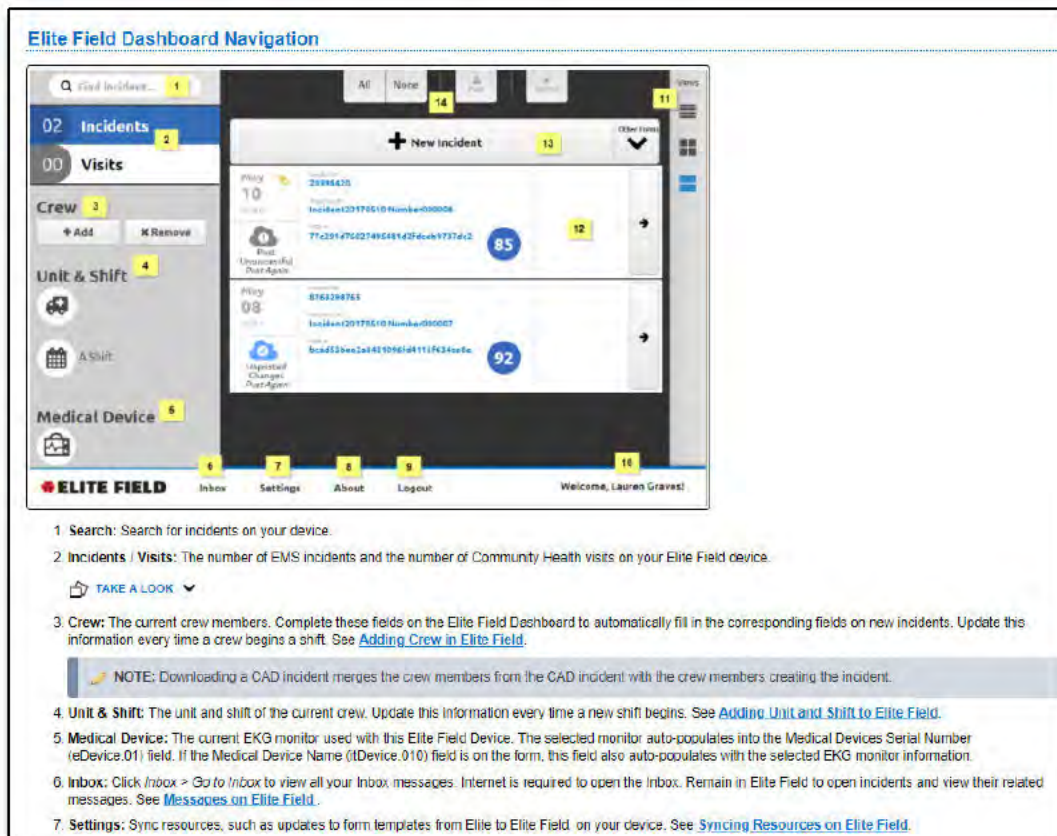 Elite Field Dashboard Navigation
Find Incident... 1
All None 14
Views
11
02 Incidents
2
00 Visits
+ New Incident 13
Other Forms
Crew 3
+ Add × Remove
Unit & Shift 4
A Shift
Medical Device 5
May
10
12
85
Post
Unsuccessful
Post Again
May
08
92
Unposted
Changes
Post Again
6 7 8 9 10
ELITE FIELD Inbox Settings About Logout Welcome, Lauren Graves!
1. Search: Search for incidents on your device.
2. Incidents / Visits: The number of EMS incidents and the number of Community Health visits on your Elite Field device.
TAKE A LOOK
3. Crew: The current crew members. Complete these fields on the Elite Field Dashboard to automatically fill in the corresponding fields on new incidents. Update this
information every time a crew begins a shift. See Adding Crew in Elite Field.
NOTE: Downloading a CAD incident merges the crew members from the CAD incident with the crew members creating the incident.
4. Unit & Shift: The unit and shift of the current crew. Update this information every time a new shift begins. See Adding Unit and Shift to Elite Field.
5. Medical Device: The current EKG monitor used with this Elite Field Device. The selected monitor auto-populates into the Medical Devices Serial Number
(eDevice.01) field. If the Medical Device Name (itDevice.010) field is on the form, this field also auto-populates with the selected EKG monitor information.
6. Inbox: Click Inbox > Go to Inbox to view all your Inbox messages. Internet is required to open the Inbox. Remain in Elite Field to open incidents and view their related
messages. See Messages on Elite Field .
7. Settings: Sync resources, such as updates to form templates from Elite to Elite Field, on your device. See Syncing Resources on Elite Field.